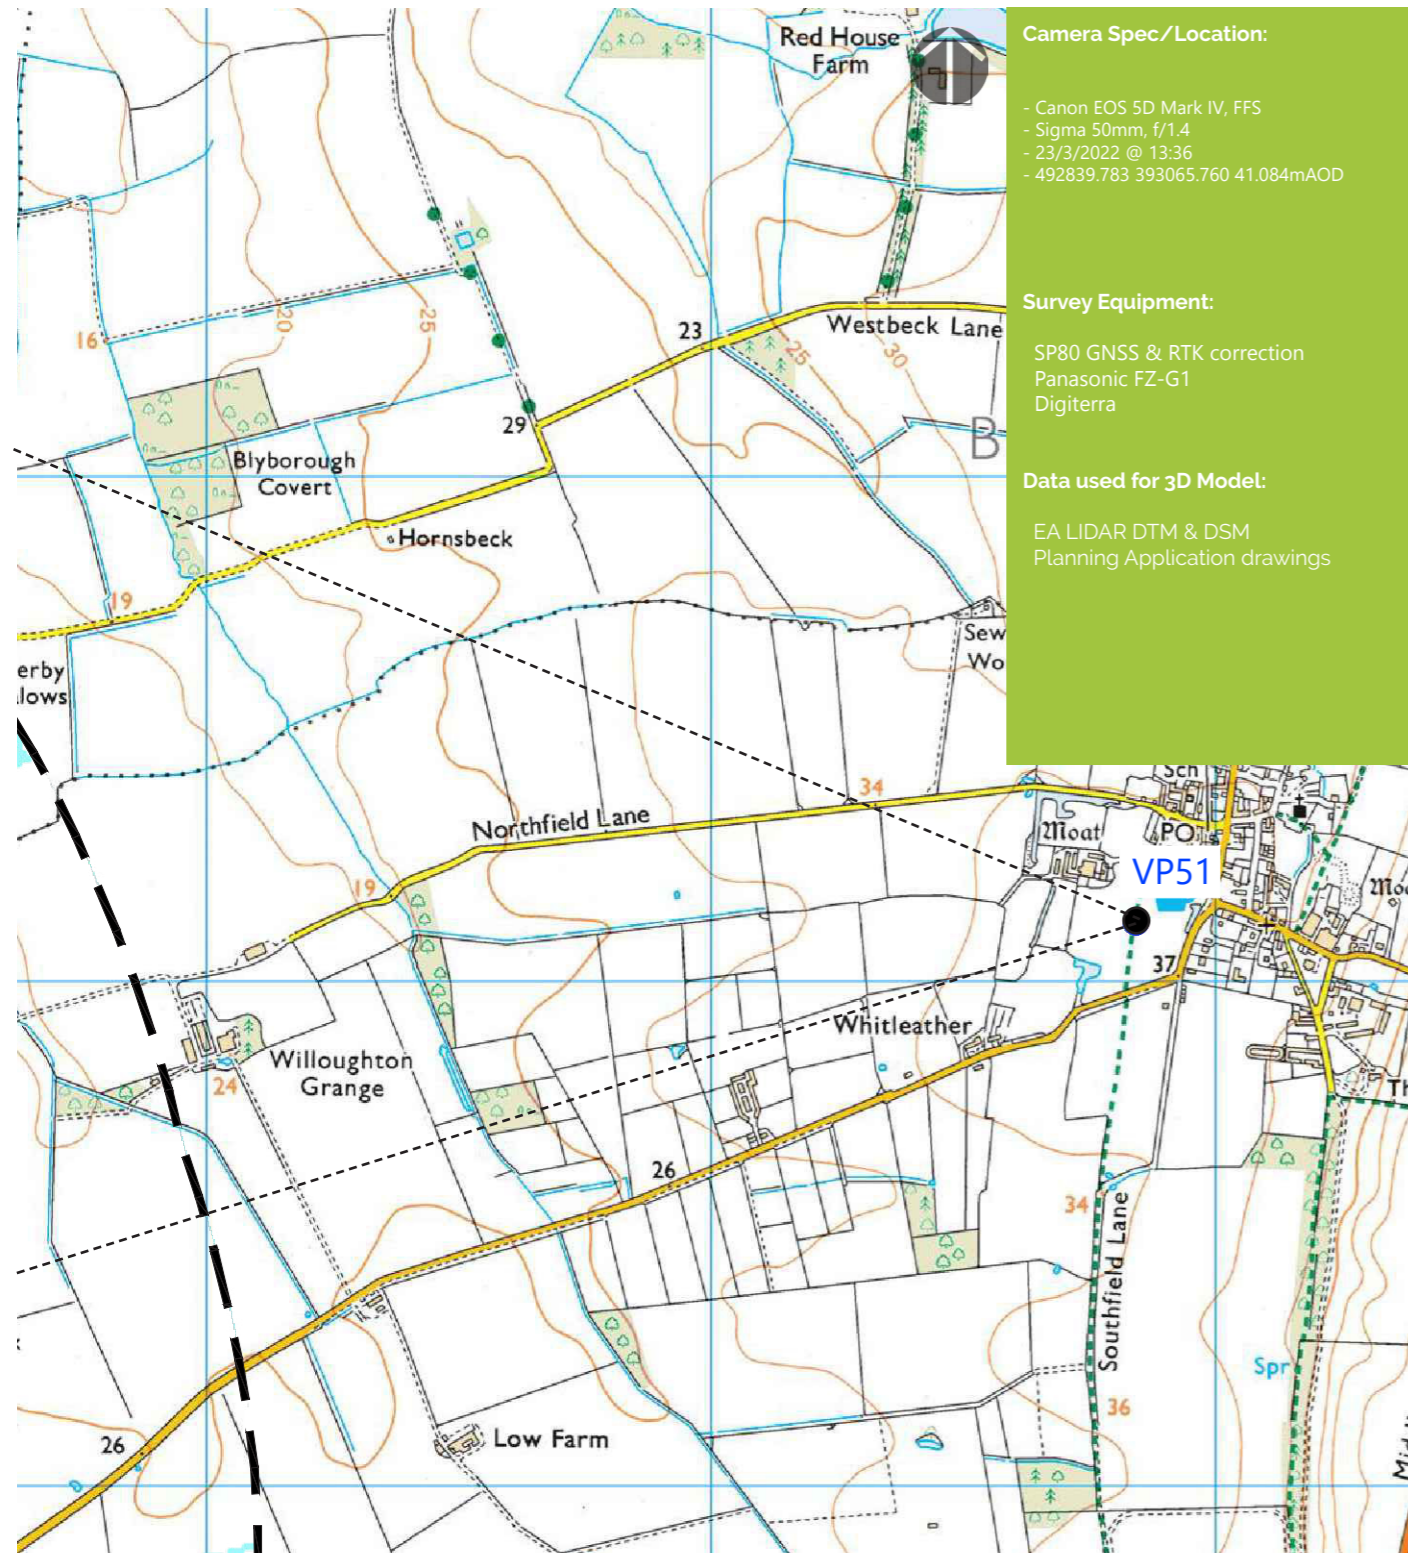 Camera Spec/Location:
- Canon EOS 5D Mark IV, FFS
- Sigma 50mm, f/1.4
- 23/3/2022 @ 13:36
- 492839.783 393065.760 41.084mAOD
Survey Equipment:
SP80 GNSS & RTK correction
Panasonic FZ-G1
Digiterra
Data used for 3D Model:
EA LIDAR DTM & DSM
Planning Application drawings
Red House
Farm
Westbeck Lane
23
25
30
20
25
16
29
B
Blyborough
Covert
Hornsbeck
19
Sew
Wo
erby
lows
Sch
34
Northfield Lane
Moat
PO
VP51
Moa
19
37
Whitleather
Willoughton
Grange
24
Th
26
34
Southfield Lane
Spr
36
26
Low Farm